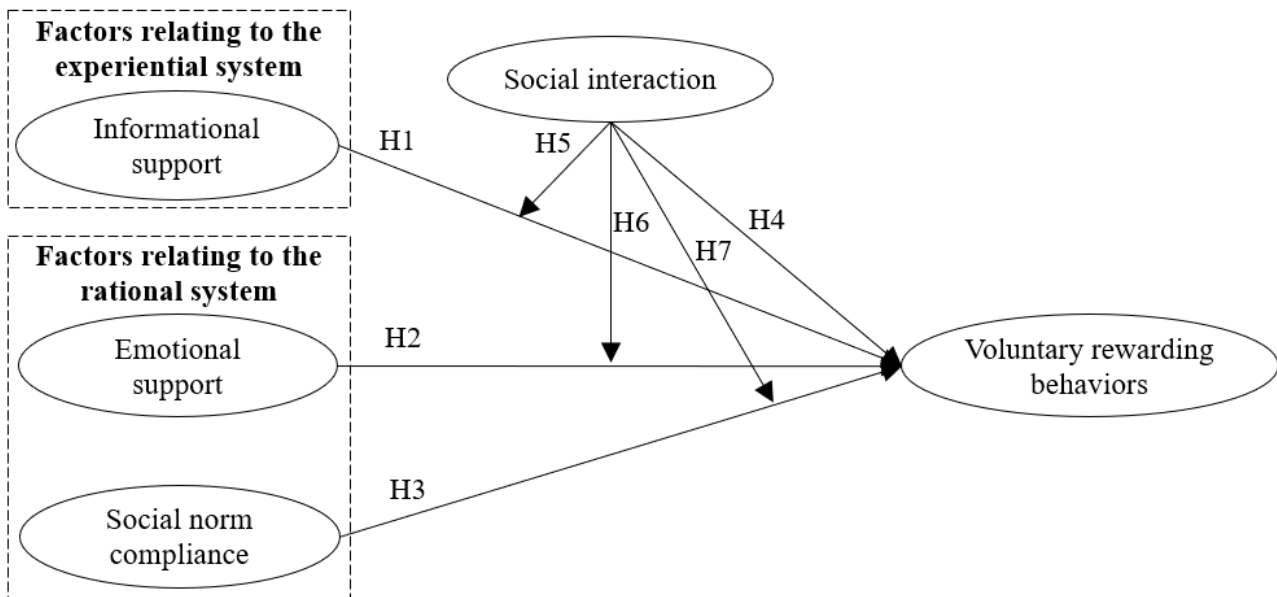 Factors relating to the
experiential system
Informational
support
Social interaction
H1
H5
H6
H7
H4
Factors relating to the
rational system
Emotional
support
H2
Voluntary rewarding
behaviors
H3
Social norm
compliance